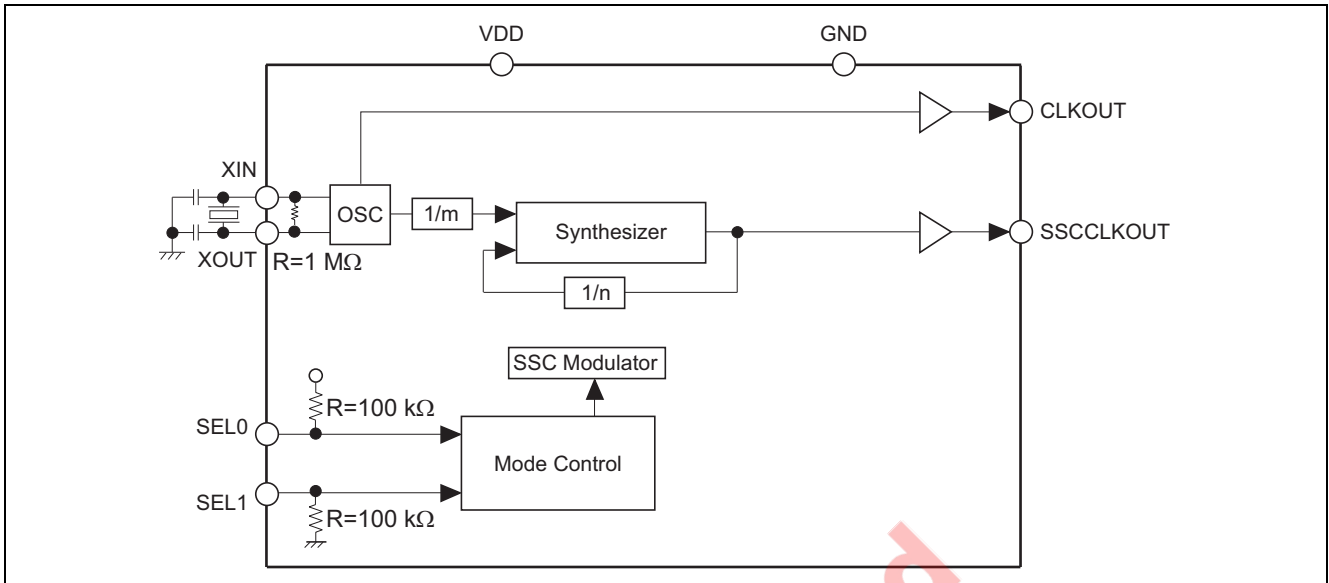 VDD
GND
CLKOUT
XIN
OSC
1/m
Synthesizer
SSCCLKOUT
XOUT
R=1 MΩ
1/n
SSC Modulator
R=100 kΩ
SEL0
Mode Control
SEL1
R=100 kΩ
d